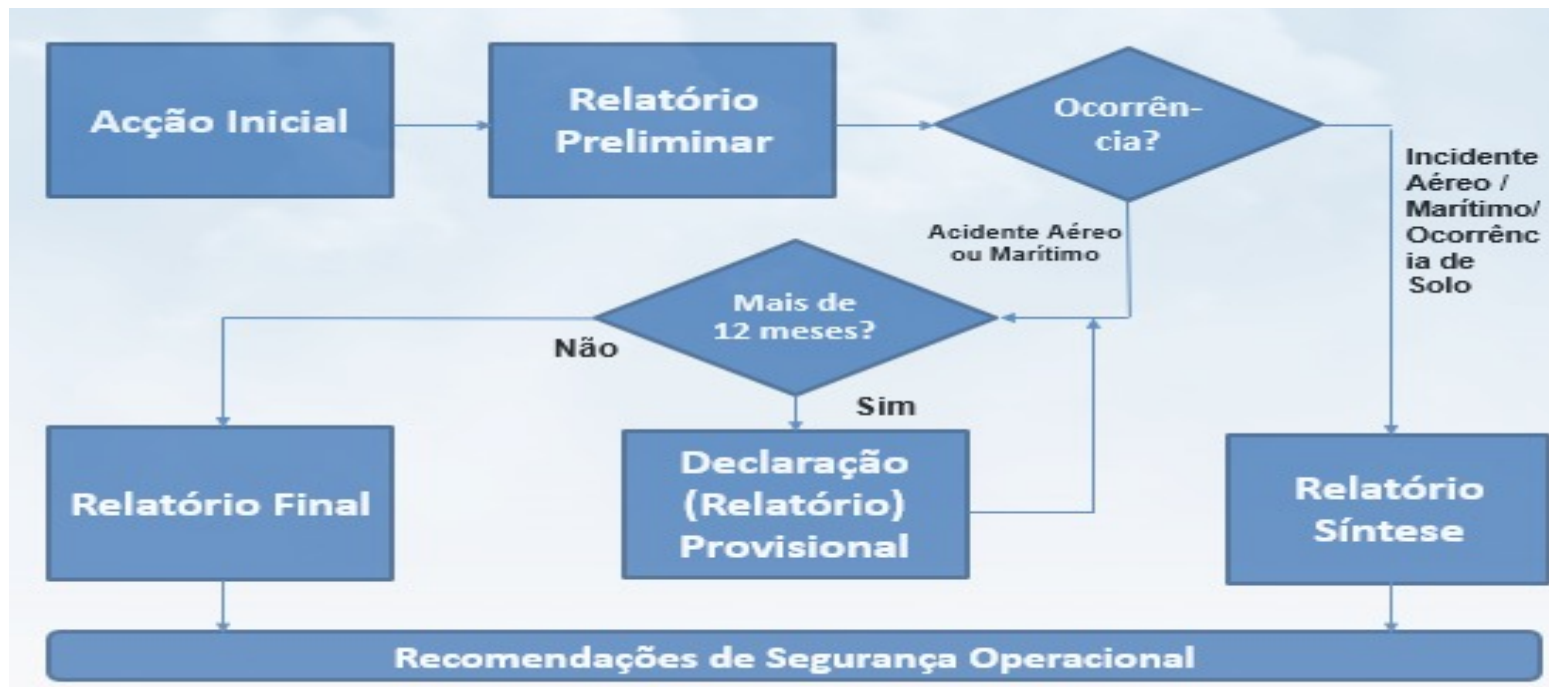 Acção Inicial
Relatório
Preliminar
Ocorrên-
cia?
Incidente
Aéreo /
Marítimo/
Ocorrênc
ia de
Solo
Acidente Aéreo
ou Marítimo
Mais de
12 meses?
Não
Sim
Relatório Final
Declaração
(Relatório)
Provisional
Relatório
Síntese
Recomendações de Segurança Operacional